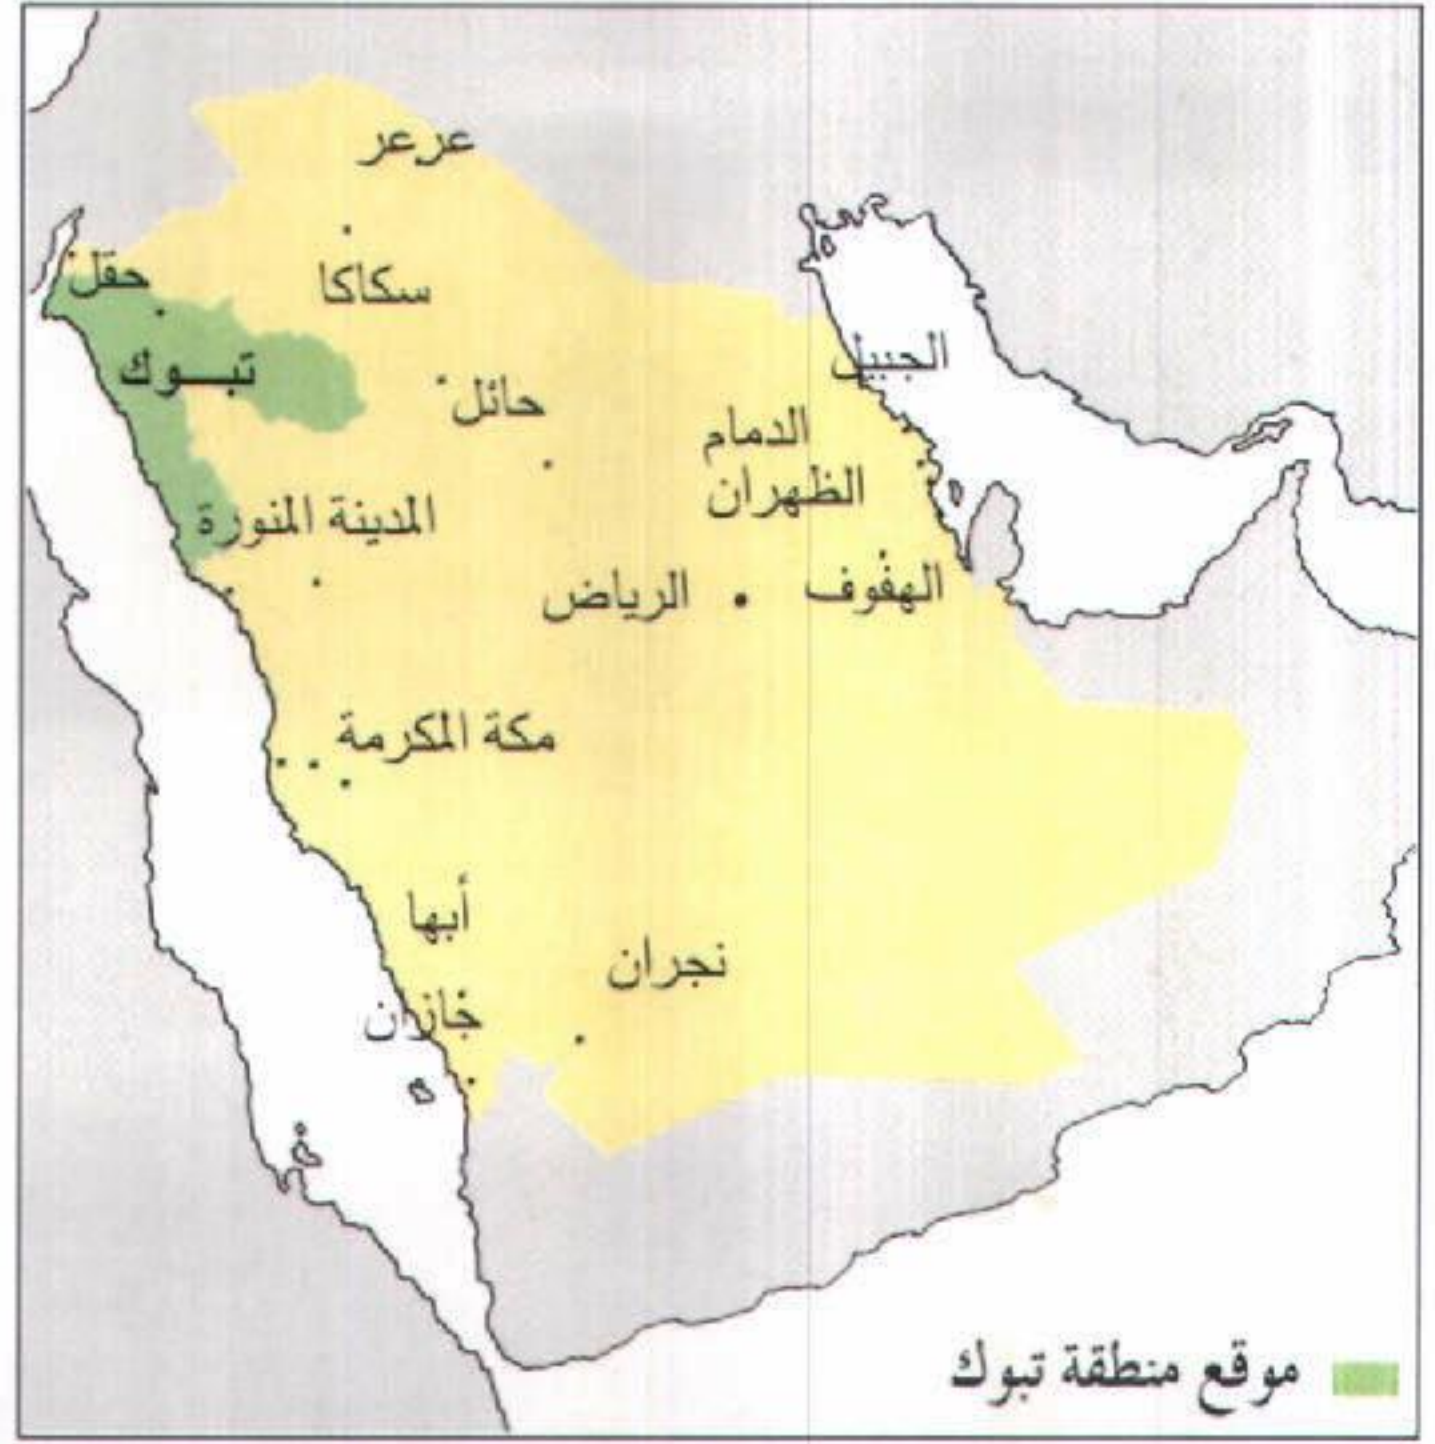 عرعر
سكاكا
حقل
تبوك
حائل
الجبيل
الدمام
الظهران
المدينة المنورة
الهفوف
الرياض
مكة المكرمة
أبها
نجران
جازان
موقع منطقة تبوك